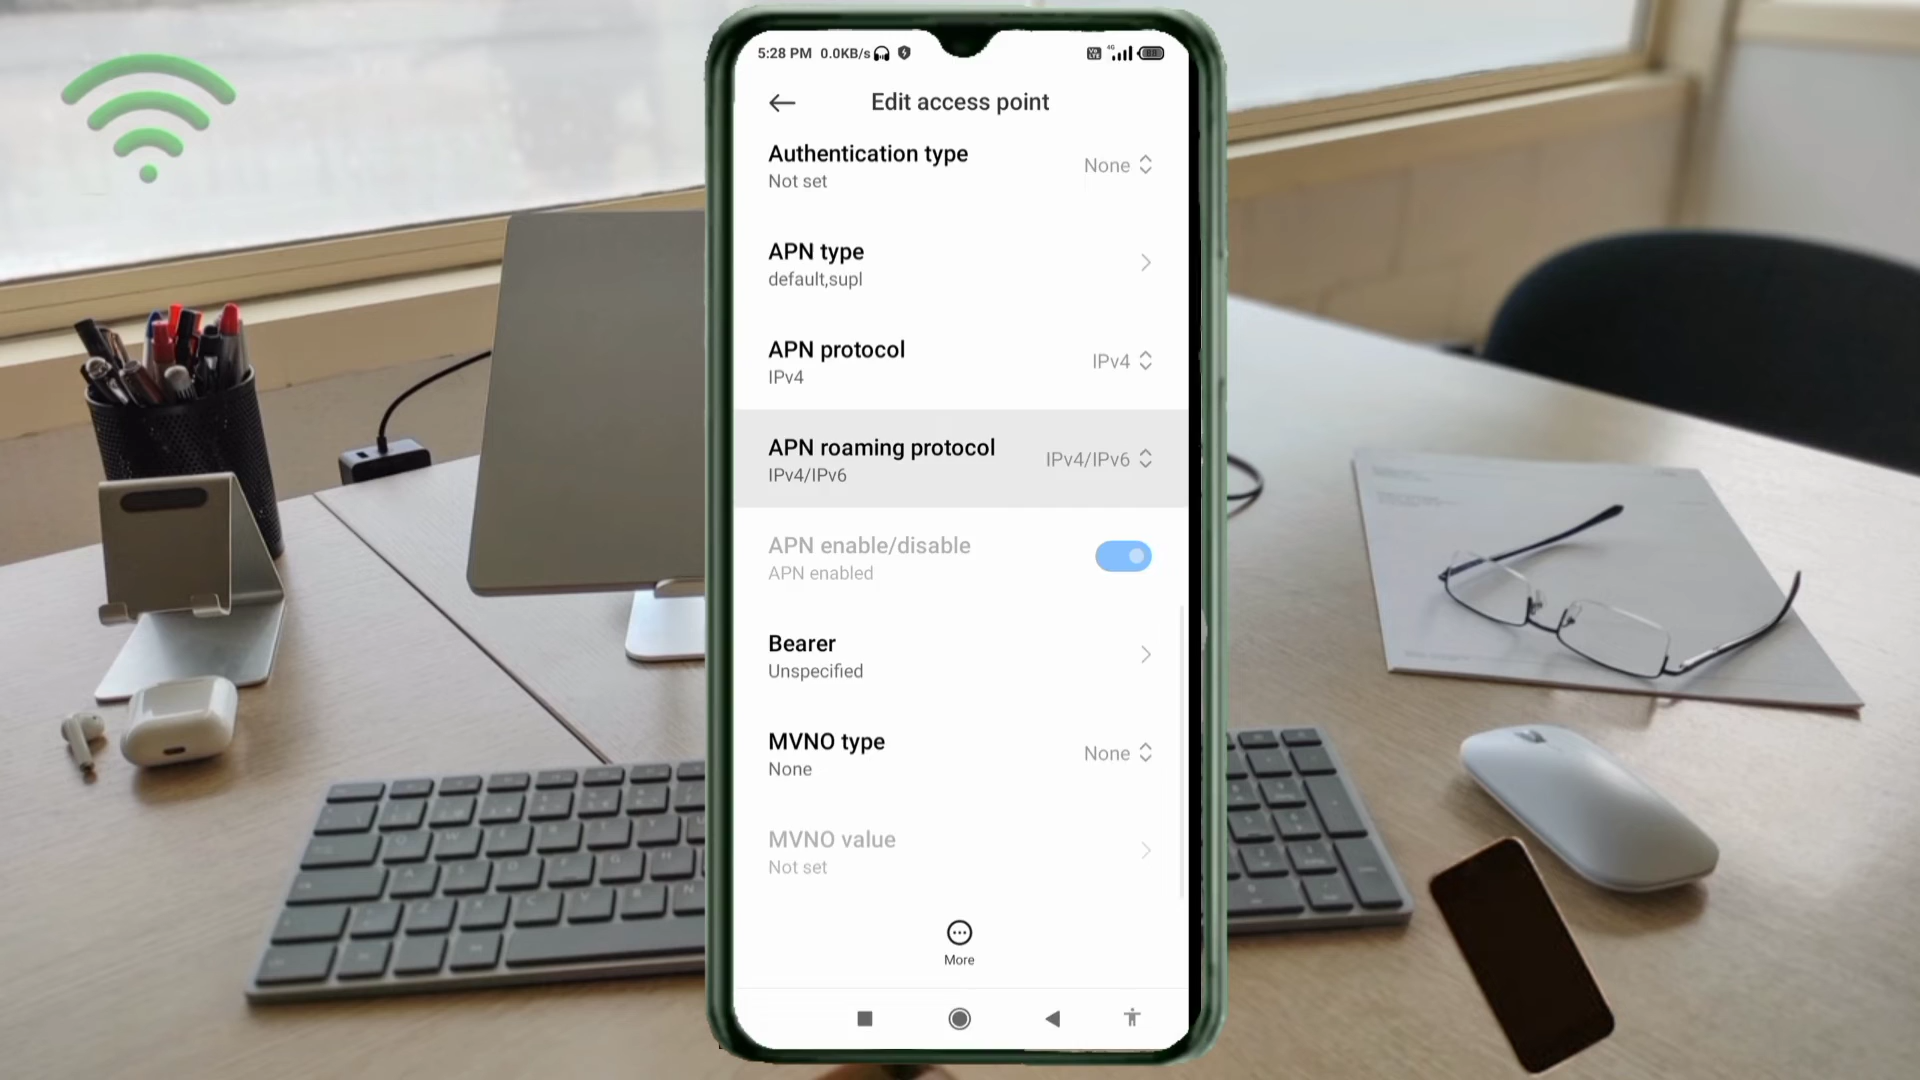 5:28 PM 0.0KB/s 4G 88
Edit access point
Authentication type
Not set
None
APN type
default,supl
APN protocol
IPv4
IPv4
APN roaming protocol
IPv4/IPv6
IPv4/IPv6
APN enable/disable
APN enabled
Bearer
Unspecified
MVNO type
None
None
MVNO value
Not set
More